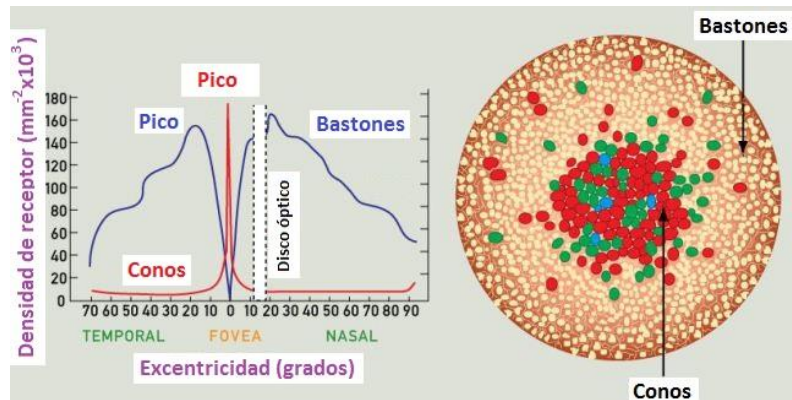 Densidad de receptor (mm⁻²x10³)
180
160
140
120
100
80
60
40
20
0
Pico
Pico
Bastones
Conos
Disco óptico
70 60 50 40 30 20 10 0 10 20 30 40 50 60 70 80 90
TEMPORAL FOVEA NASAL
Excentricidad (grados)
Bastones
Conos